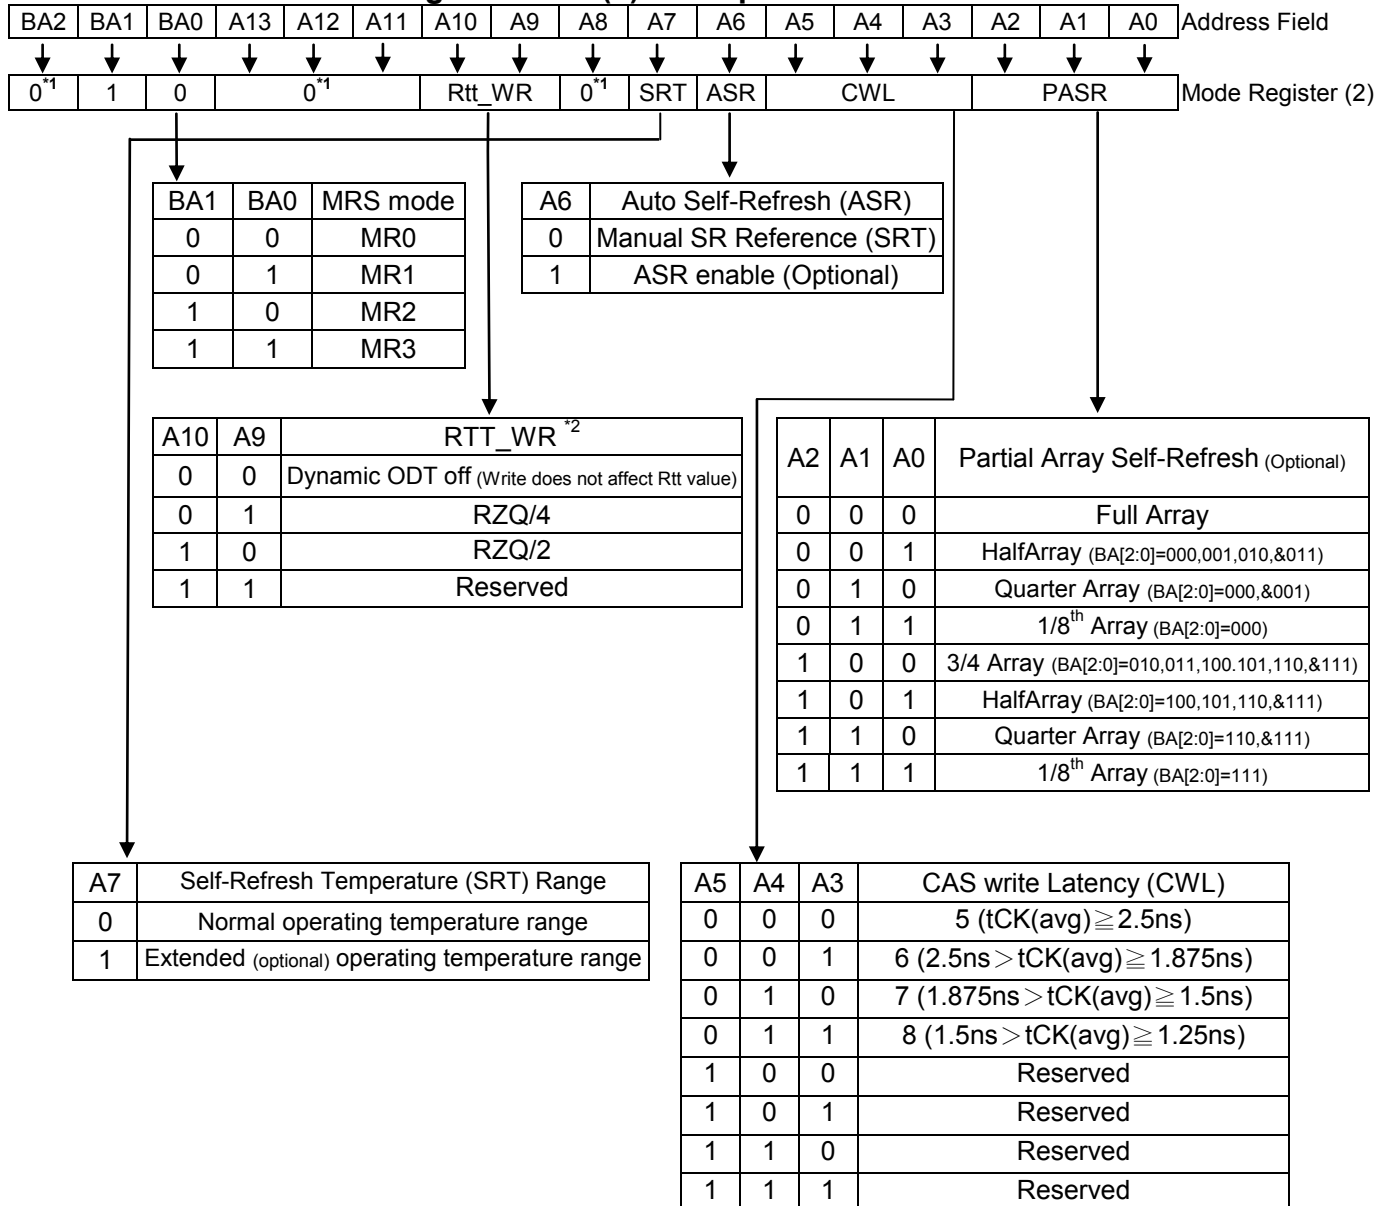 BA2 BA1 BA0 A13 A12 A11 A10 A9 A8 A7 A6 A5 A4 A3 A2 A1 A0 Address Field
0*1 1 0 0*1 Rtt_WR 0*1 SRT ASR CWL PASR Mode Register (2)
BA1 BA0 MRS mode
0 0 MR0
0 1 MR1
1 0 MR2
1 1 MR3
A6 Auto Self-Refresh (ASR)
0 Manual SR Reference (SRT)
1 ASR enable (Optional)
A10 A9 RTT_WR *2
0 0 Dynamic ODT off (Write does not affect Rtt value)
0 1 RZQ/4
1 0 RZQ/2
1 1 Reserved
A2 A1 A0 Partial Array Self-Refresh (Optional)
0 0 0 Full Array
0 0 1 HalfArray (BA[2:0]=000,001,010,&011)
0 1 0 Quarter Array (BA[2:0]=000,&001)
0 1 1 1/8th Array (BA[2:0]=000)
1 0 0 3/4 Array (BA[2:0]=010,011,100.101,110,&111)
1 0 1 HalfArray (BA[2:0]=100,101,110,&111)
1 1 0 Quarter Array (BA[2:0]=110,&111)
1 1 1 1/8th Array (BA[2:0]=111)
A7 Self-Refresh Temperature (SRT) Range
0 Normal operating temperature range
1 Extended (optional) operating temperature range
A5 A4 A3 CAS write Latency (CWL)
0 0 0 5 (tCK(avg)≧2.5ns)
0 0 1 6 (2.5ns>tCK(avg)≧1.875ns)
0 1 0 7 (1.875ns>tCK(avg)≧1.5ns)
0 1 1 8 (1.5ns>tCK(avg)≧1.25ns)
1 0 0 Reserved
1 0 1 Reserved
1 1 0 Reserved
1 1 1 Reserved